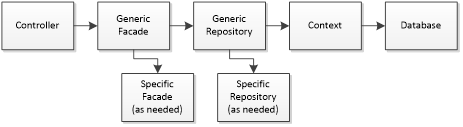 Controller
Generic
Facade
Generic
Repository
Context
Database
Specific
Facade
(as needed)
Specific
Repository
(as needed)